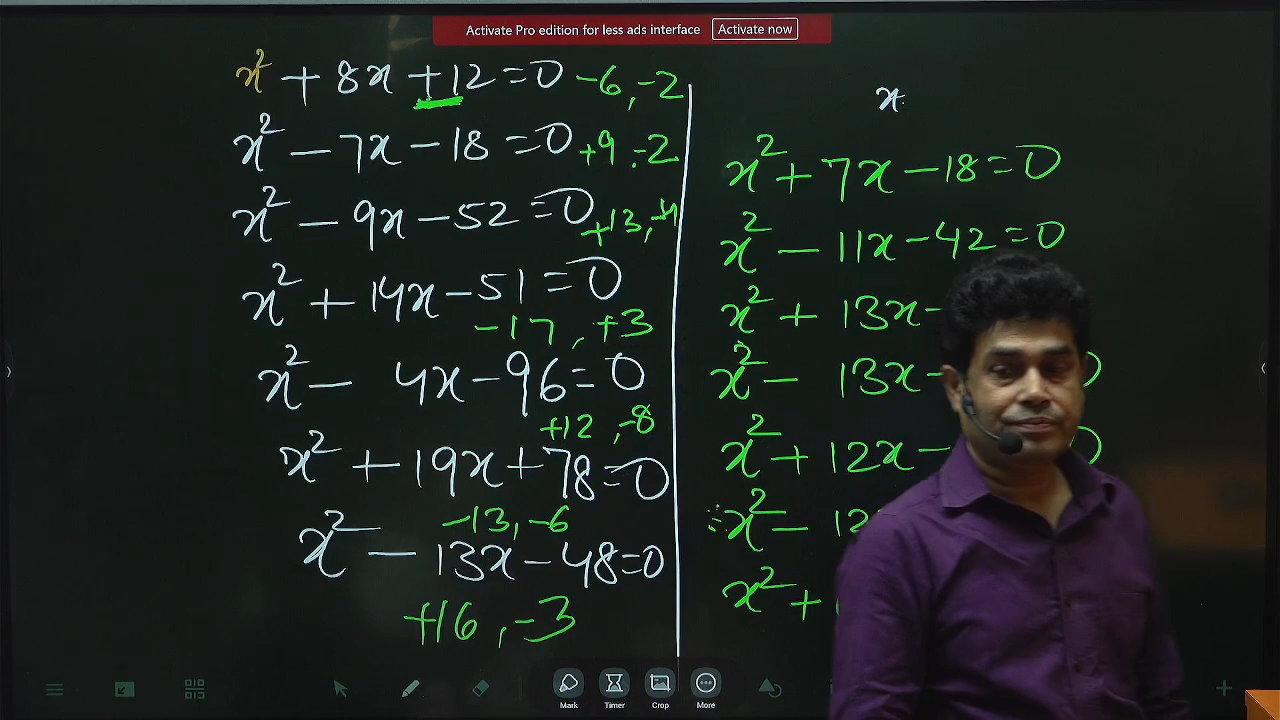 Activate Pro edition for less ads interface Activate now
x² + 8x + 12 = 0 -6, -2
x² - 7x - 18 = 0 +9, -2
x² - 9x - 52 = 0 +13, -4
x² + 14x - 51 = 0
-17, +3
x² - 4x - 96 = 0
+12, -8
x² + 19x + 78 = 0
-13, -6
x² - 13x - 48 = 0
+16, -3
x
x² + 7x - 18 = 0
x² - 11x - 42 = 0
x² + 13x -
x² - 13x - 0
x² + 12x - 0
x² - 12
x² +
Mark Timer Crop More